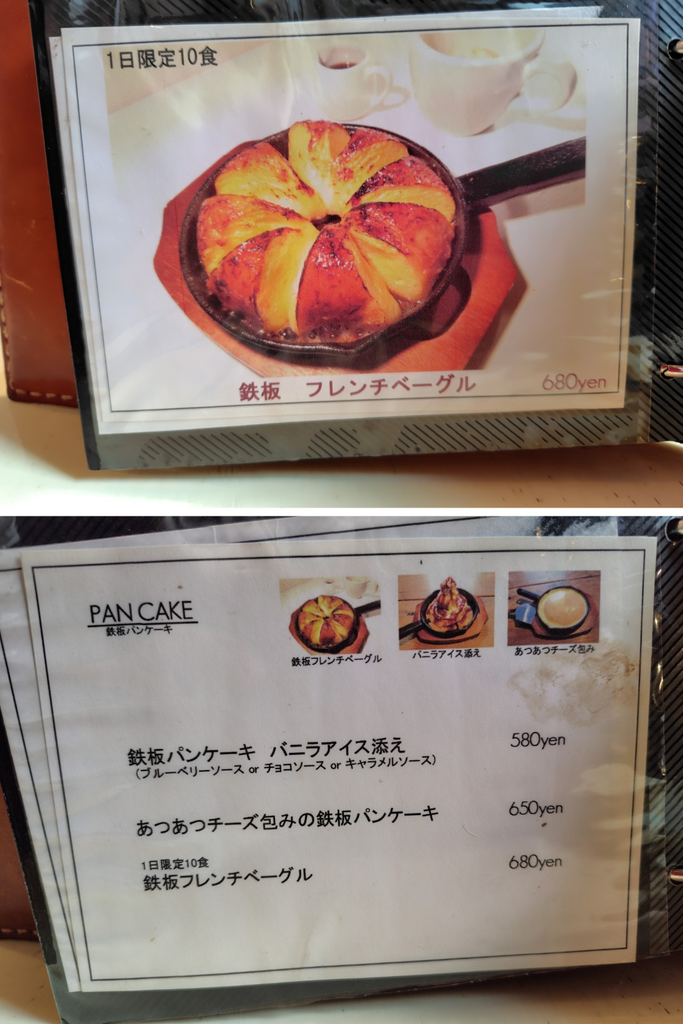 1日限定10食
鉄板　フレンチベーグル　680yen
PAN CAKE
鉄板パンケーキ
鉄板フレンチベーグル
バニラアイス添え
あつあつチーズ包み
鉄板パンケーキ　バニラアイス添え　580yen
（ブルーベリーソース or チョコソース or キャラメルソース）
あつあつチーズ包みの鉄板パンケーキ　650yen
1日限定10食
鉄板フレンチベーグル　680yen